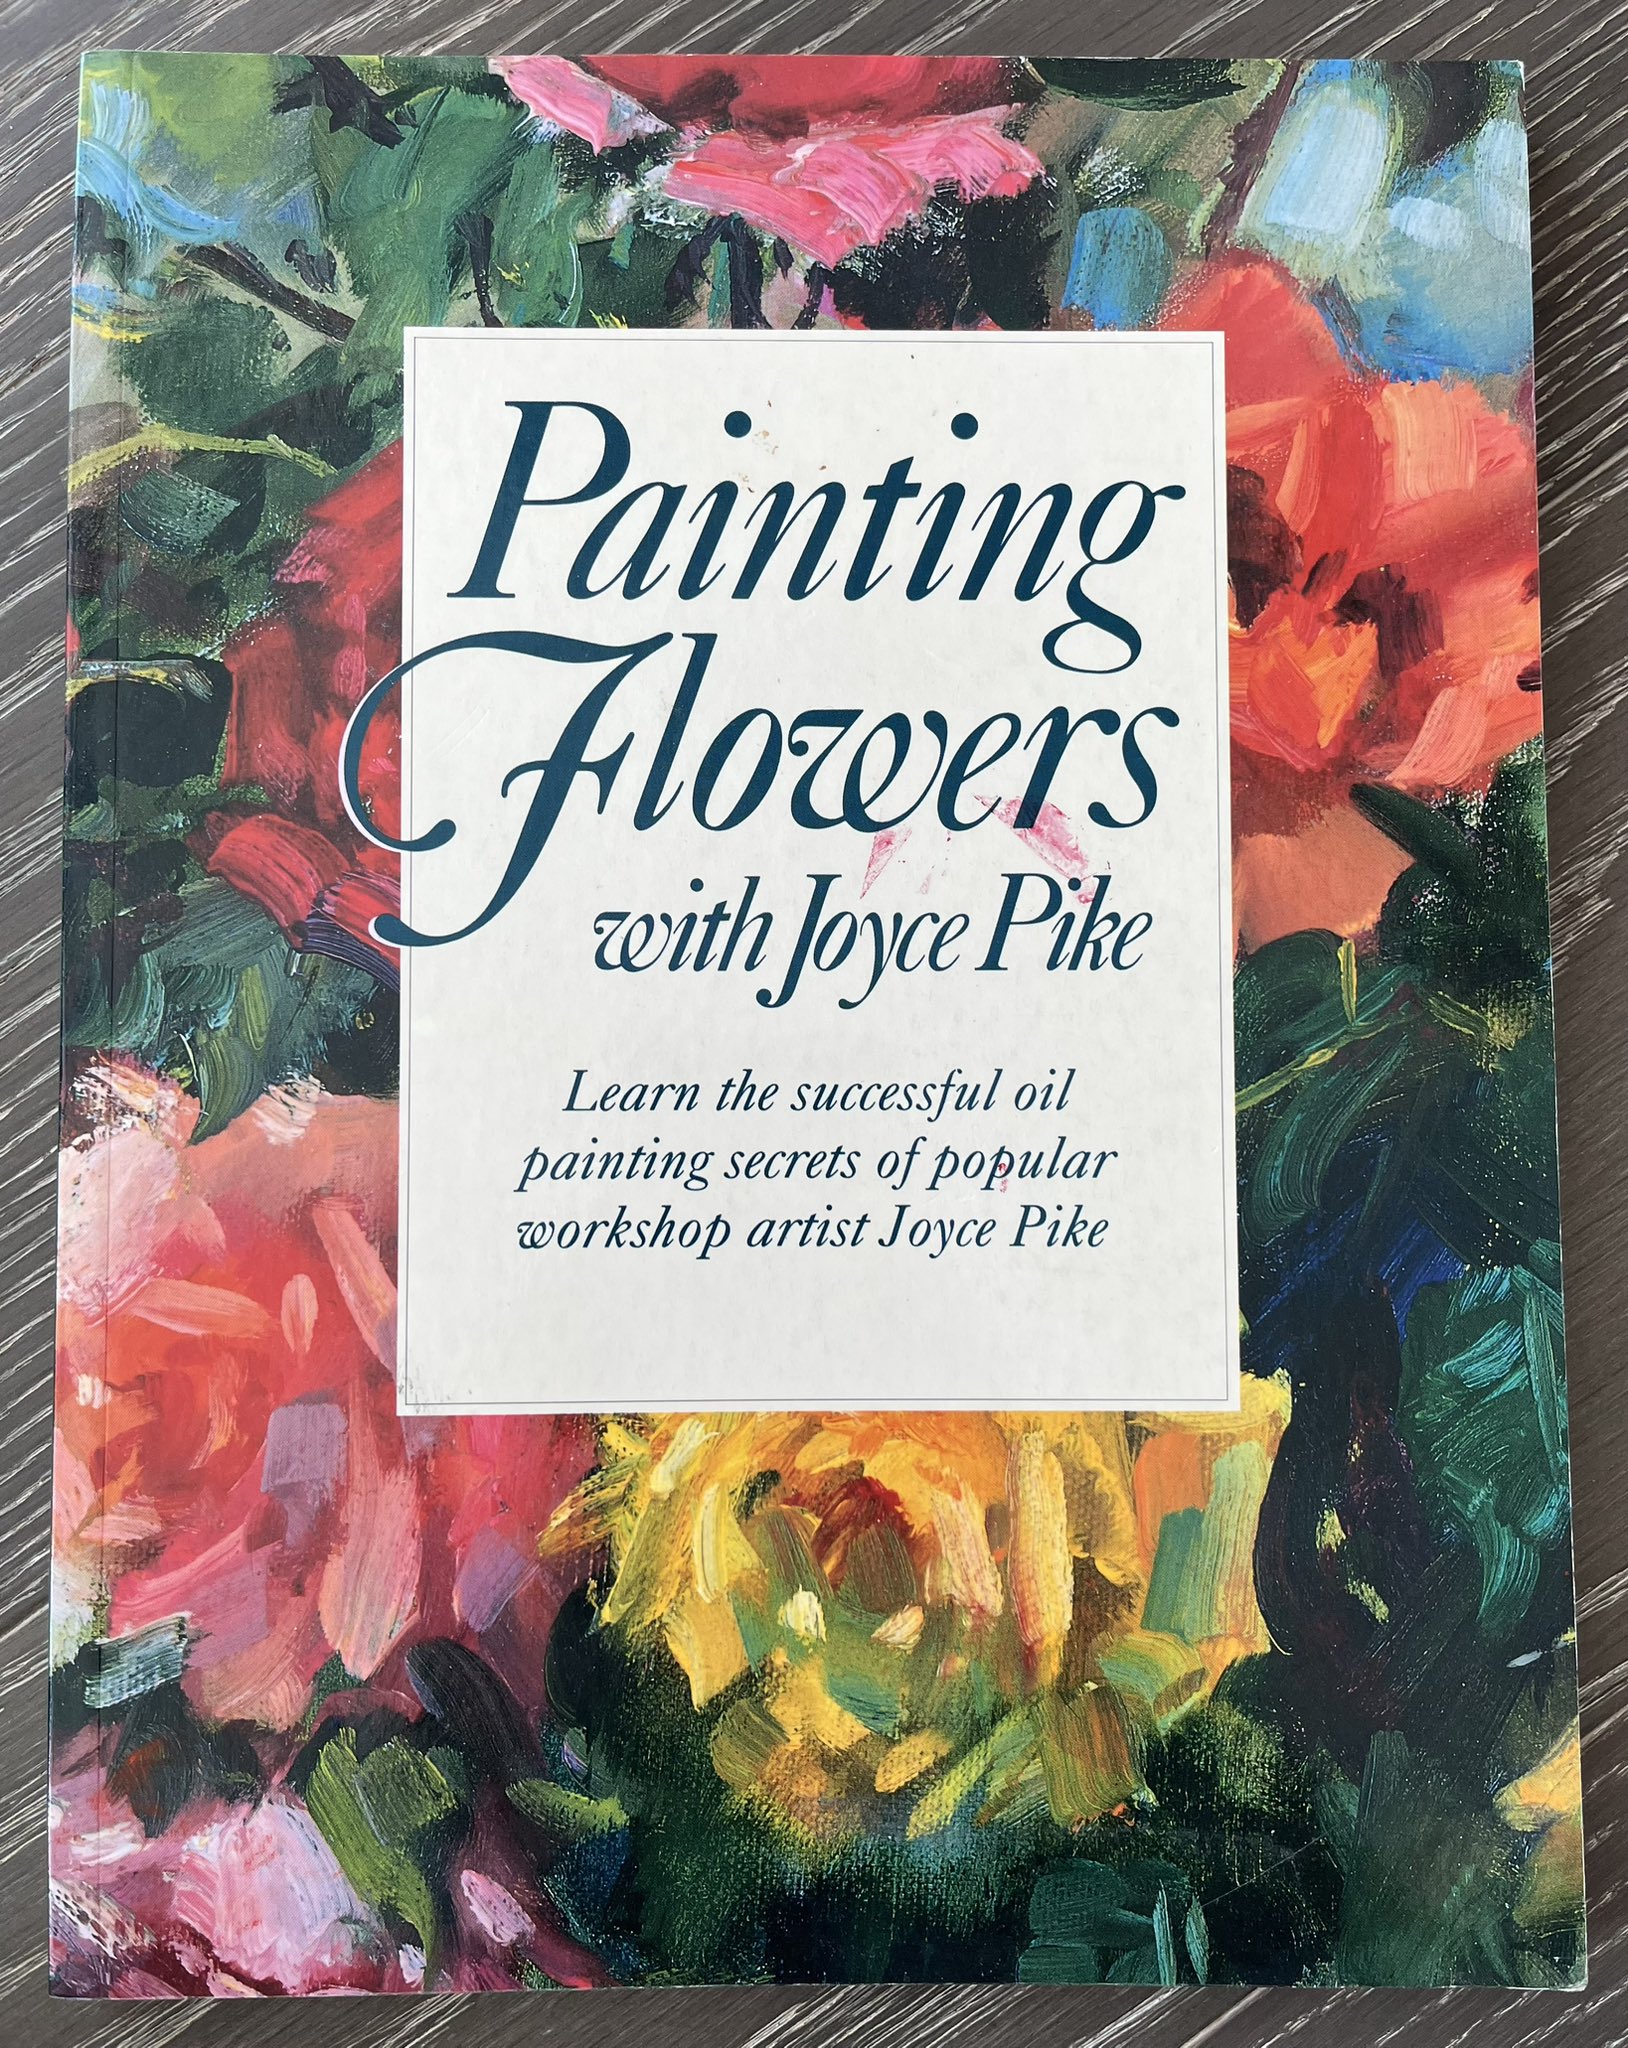 Painting
Flowers
with Joyce Pike
Learn the successful oil
painting secrets of popular
workshop artist Joyce Pike